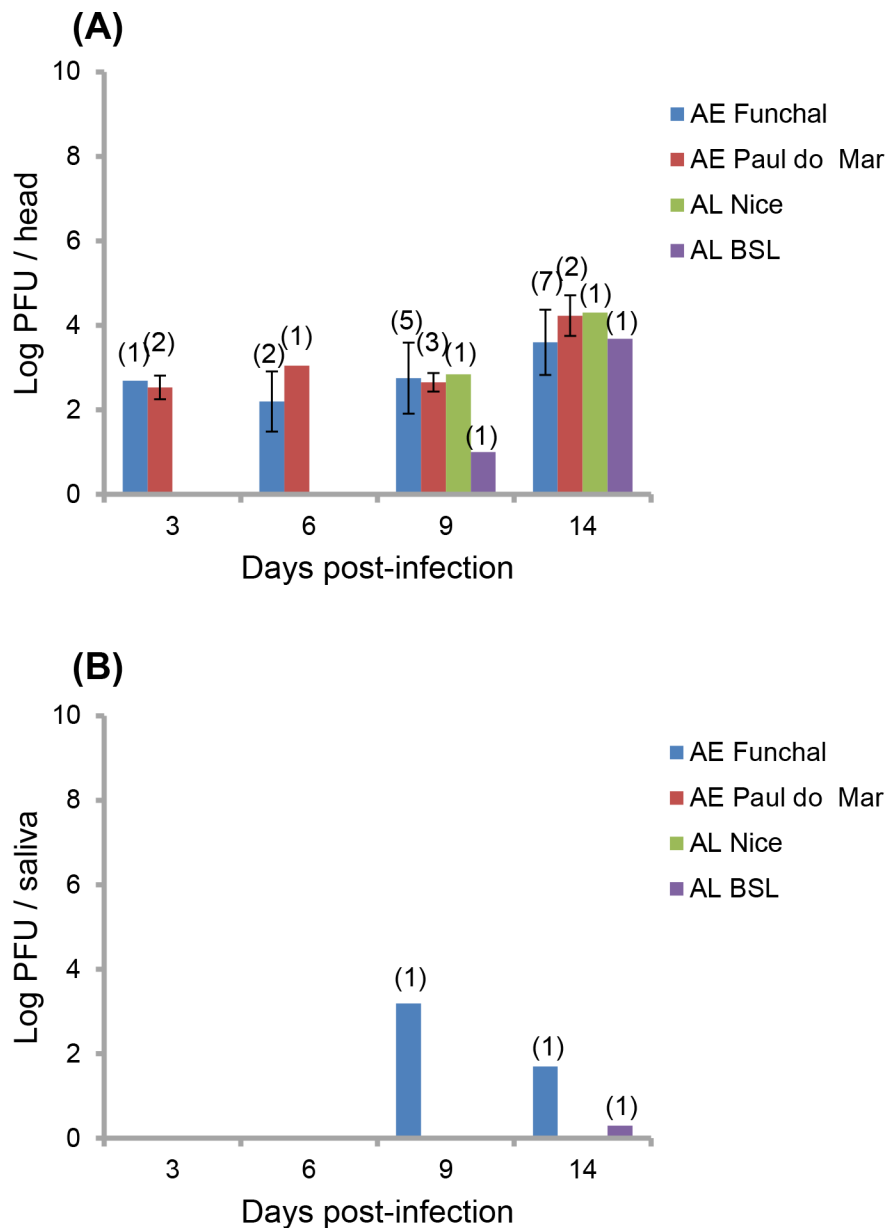 (A)
10
8
6
4
2
0
Log PFU / head
(1)
(2)
(2)
(1)
(5)
(3)
(1)
(1)
(7)
(2)
(1)
(1)
3 6 9 14
Days post-infection
AE Funchal
AE Paul do Mar
AL Nice
AL BSL
(B)
10
8
6
4
2
0
Log PFU / saliva
(1)
(1)
(1)
3 6 9 14
Days post-infection
AE Funchal
AE Paul do Mar
AL Nice
AL BSL